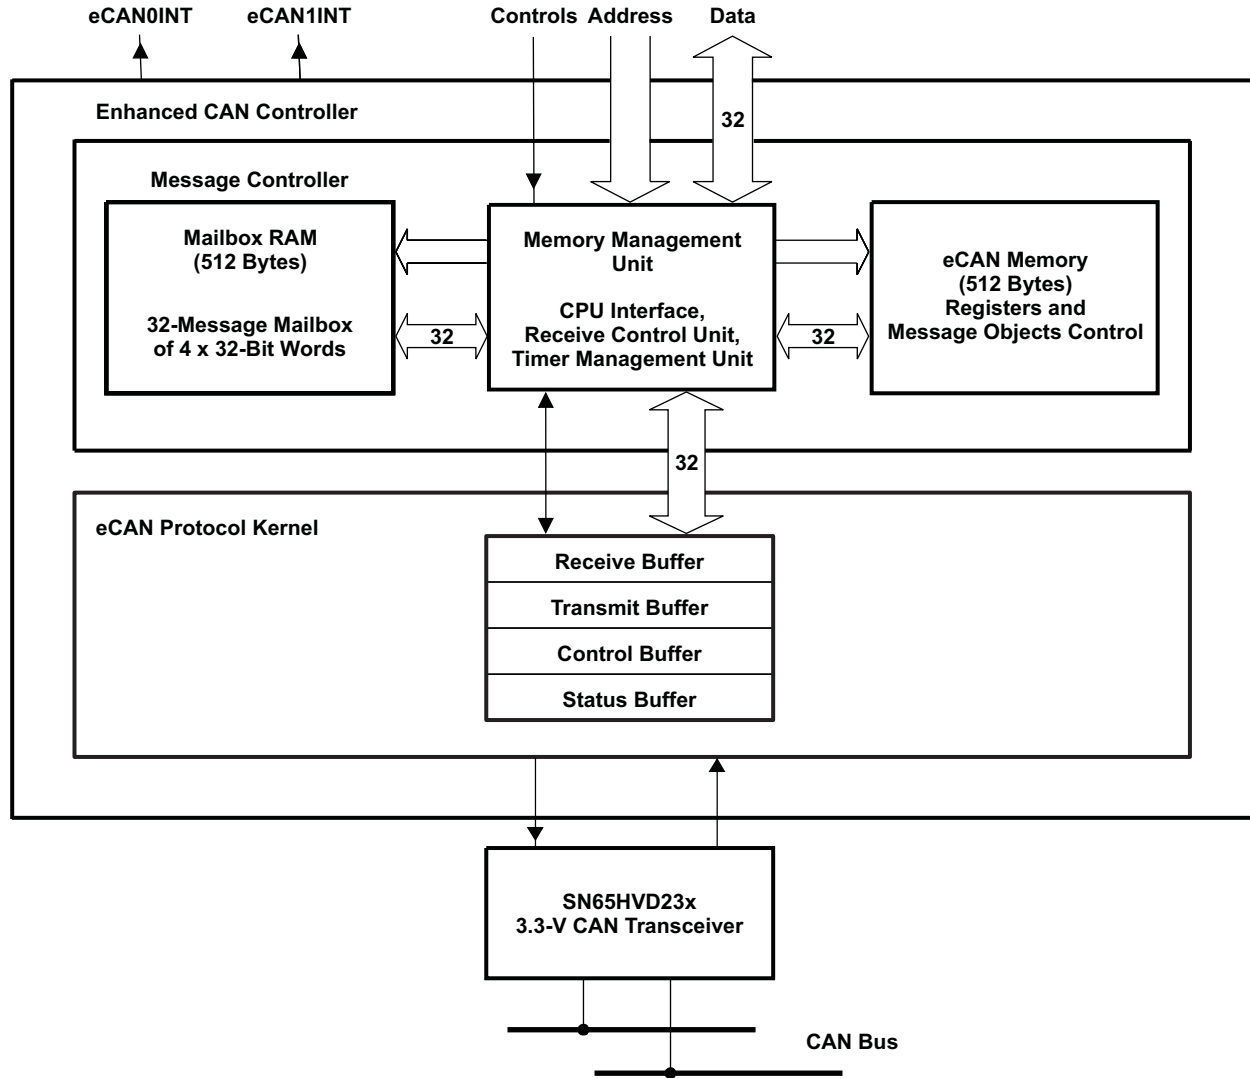 eCAN0INT eCAN1INT Controls Address Data
Enhanced CAN Controller
32
Message Controller
Mailbox RAM
(512 Bytes)
32-Message Mailbox
of 4 x 32-Bit Words
32
Memory Management
Unit
CPU Interface,
Receive Control Unit,
Timer Management Unit
32
eCAN Memory
(512 Bytes)
Registers and
Message Objects Control
32
eCAN Protocol Kernel
Receive Buffer
Transmit Buffer
Control Buffer
Status Buffer
SN65HVD23x
3.3-V CAN Transceiver
CAN Bus